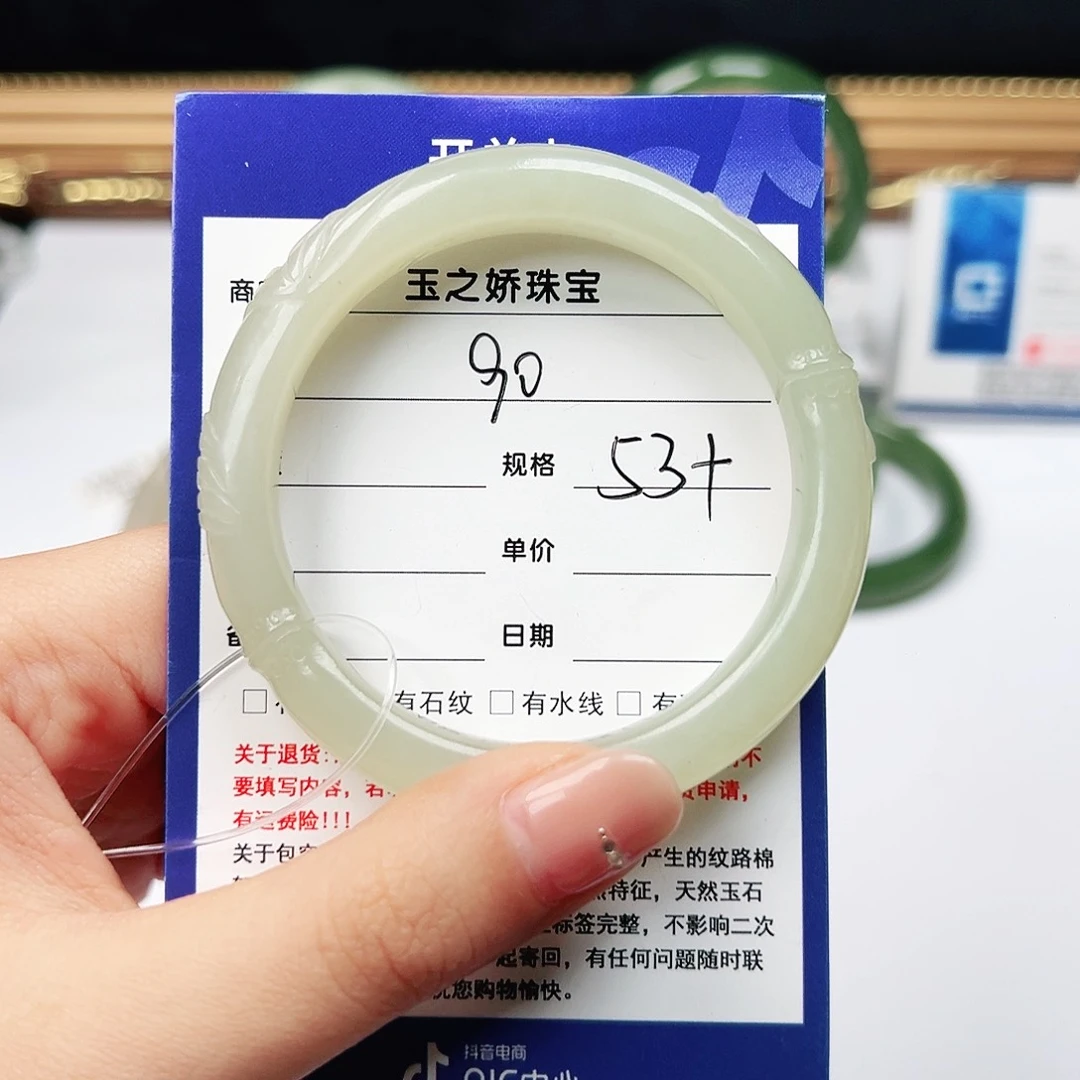 玉之娇珠宝
90
规格 53+
单价
日期
有石纹 □ 有水线 □ 有
关于退货:
要填写内容,
申请,
有运费险!!!
关于包 产生的纹路棉
特征,天然玉石
标签完整,不影响二次
起寄回,有任何问题随时联
您购物愉快。
抖音电商